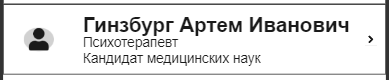 Гинзбург Артем Иванович
Психотерапевт
Кандидат медицинских наук